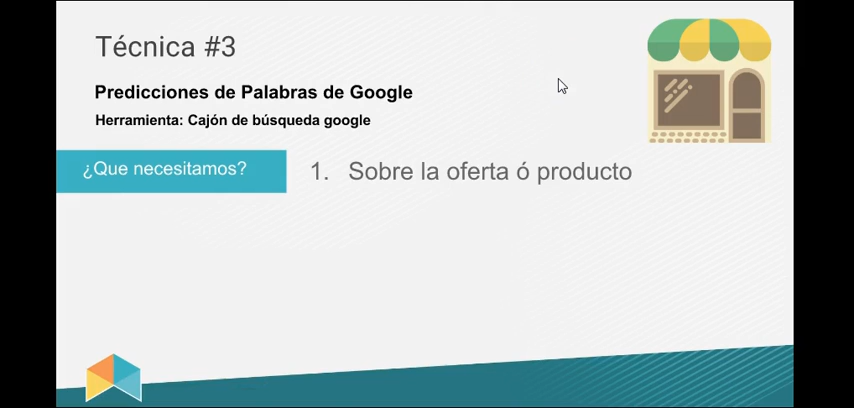 Técnica #3
Predicciones de Palabras de Google
Herramienta: Cajón de búsqueda google
¿Que necesitamos?
1. Sobre la oferta ó producto